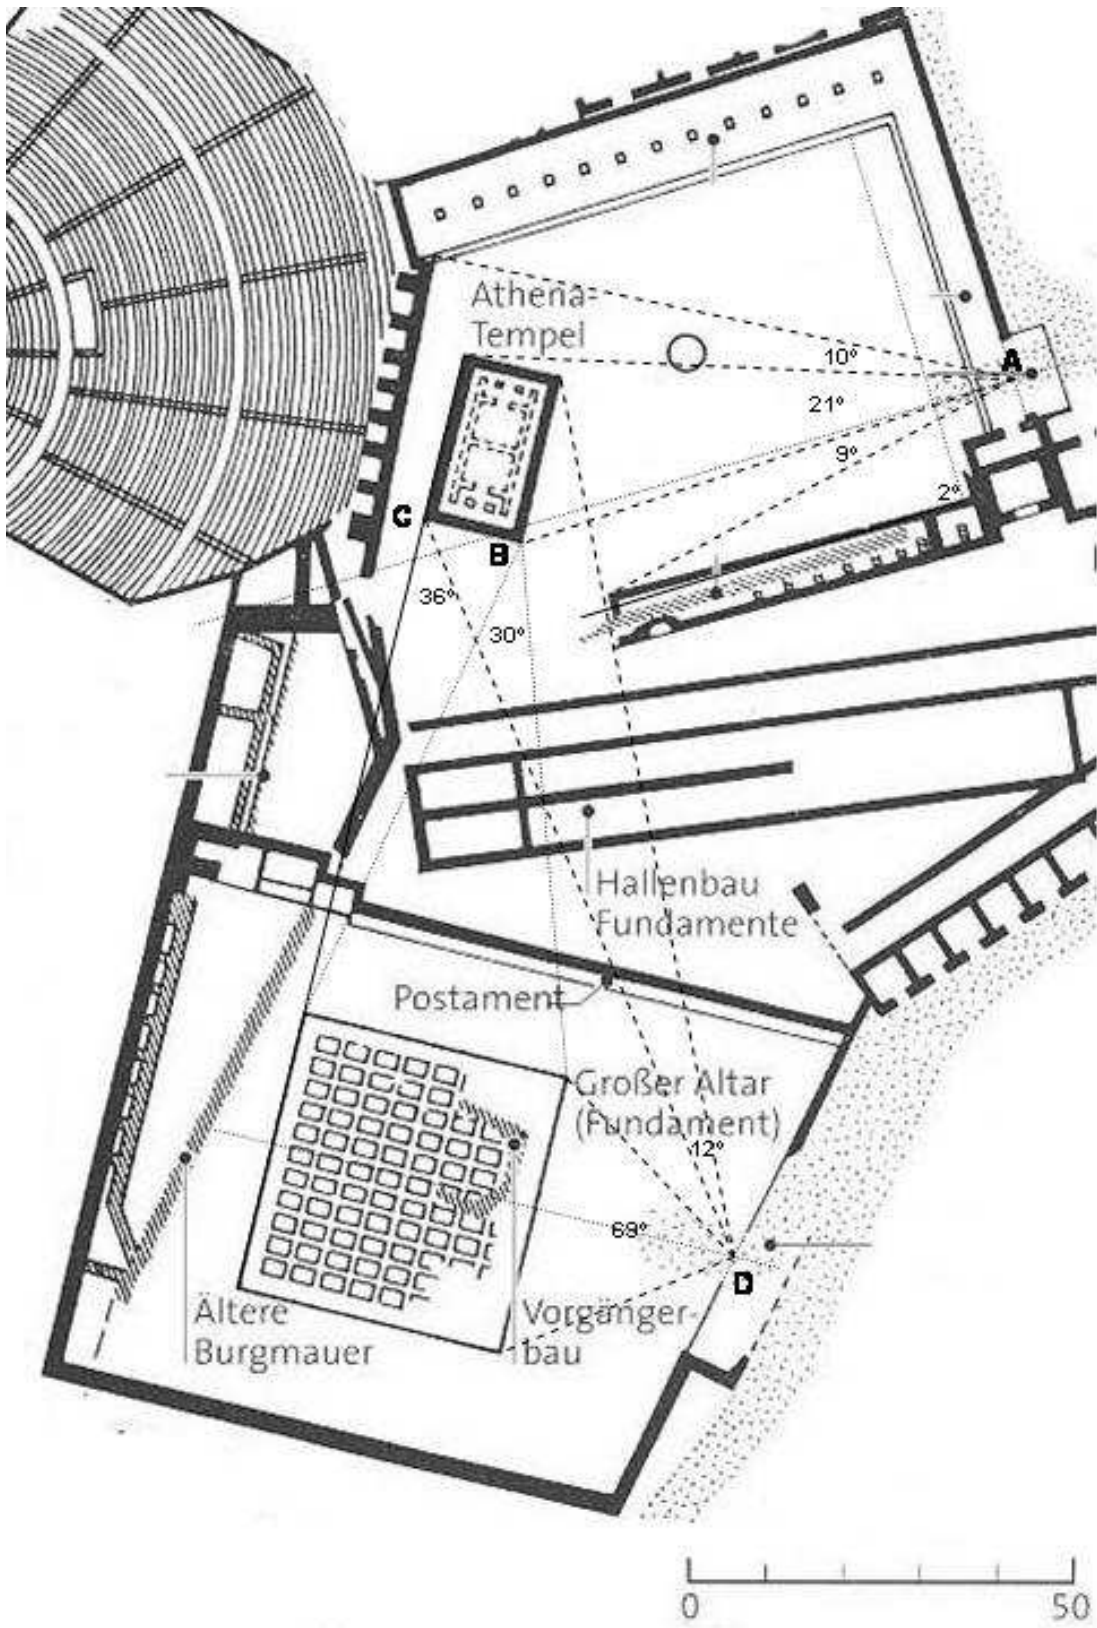 Athena-
Tempel
A
10°
21°
9°
2°
C
B
36°
30°
Hallenbau
Fundamente
Postament
Großer Altar
(Fundament)
12°
69°
D
Ältere
Burgmauer
Vorgänger-
bau
0
50